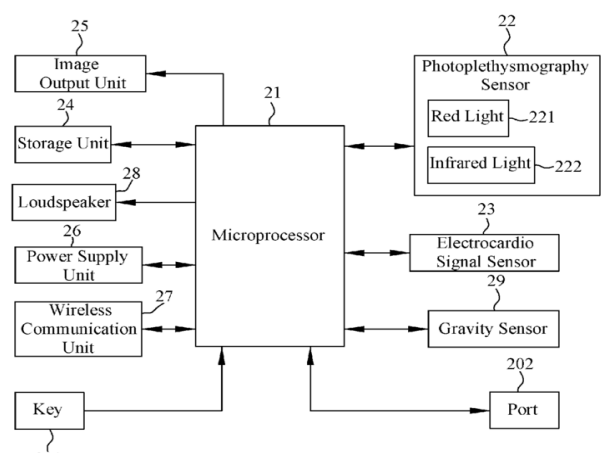 25
Image
Output Unit
24
Storage Unit
28
Loudspeaker
26
Power Supply
Unit
27
Wireless
Communication
Unit
Key
21
Microprocessor
22
Photoplethysmography
Sensor
Red Light
221
Infrared Light
222
23
Electrocardio
Signal Sensor
29
Gravity Sensor
202
Port